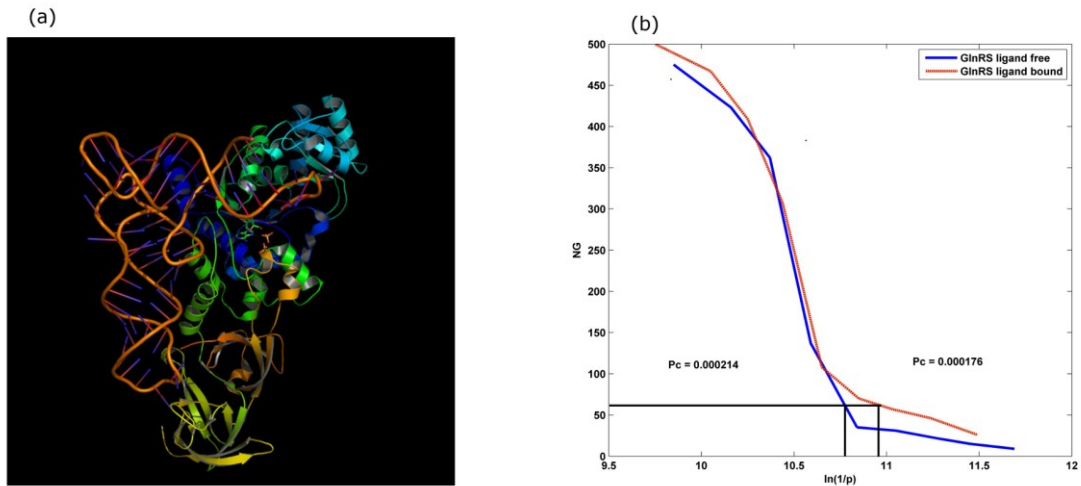 (a)
(b)
500
450
400
350
300
250
200
150
100
50
0
NG
GlnRS ligand free
GlnRS ligand bound
Pc = 0.000214
Pc = 0.000176
9.5
10
10.5
11
11.5
12
ln(1/p)